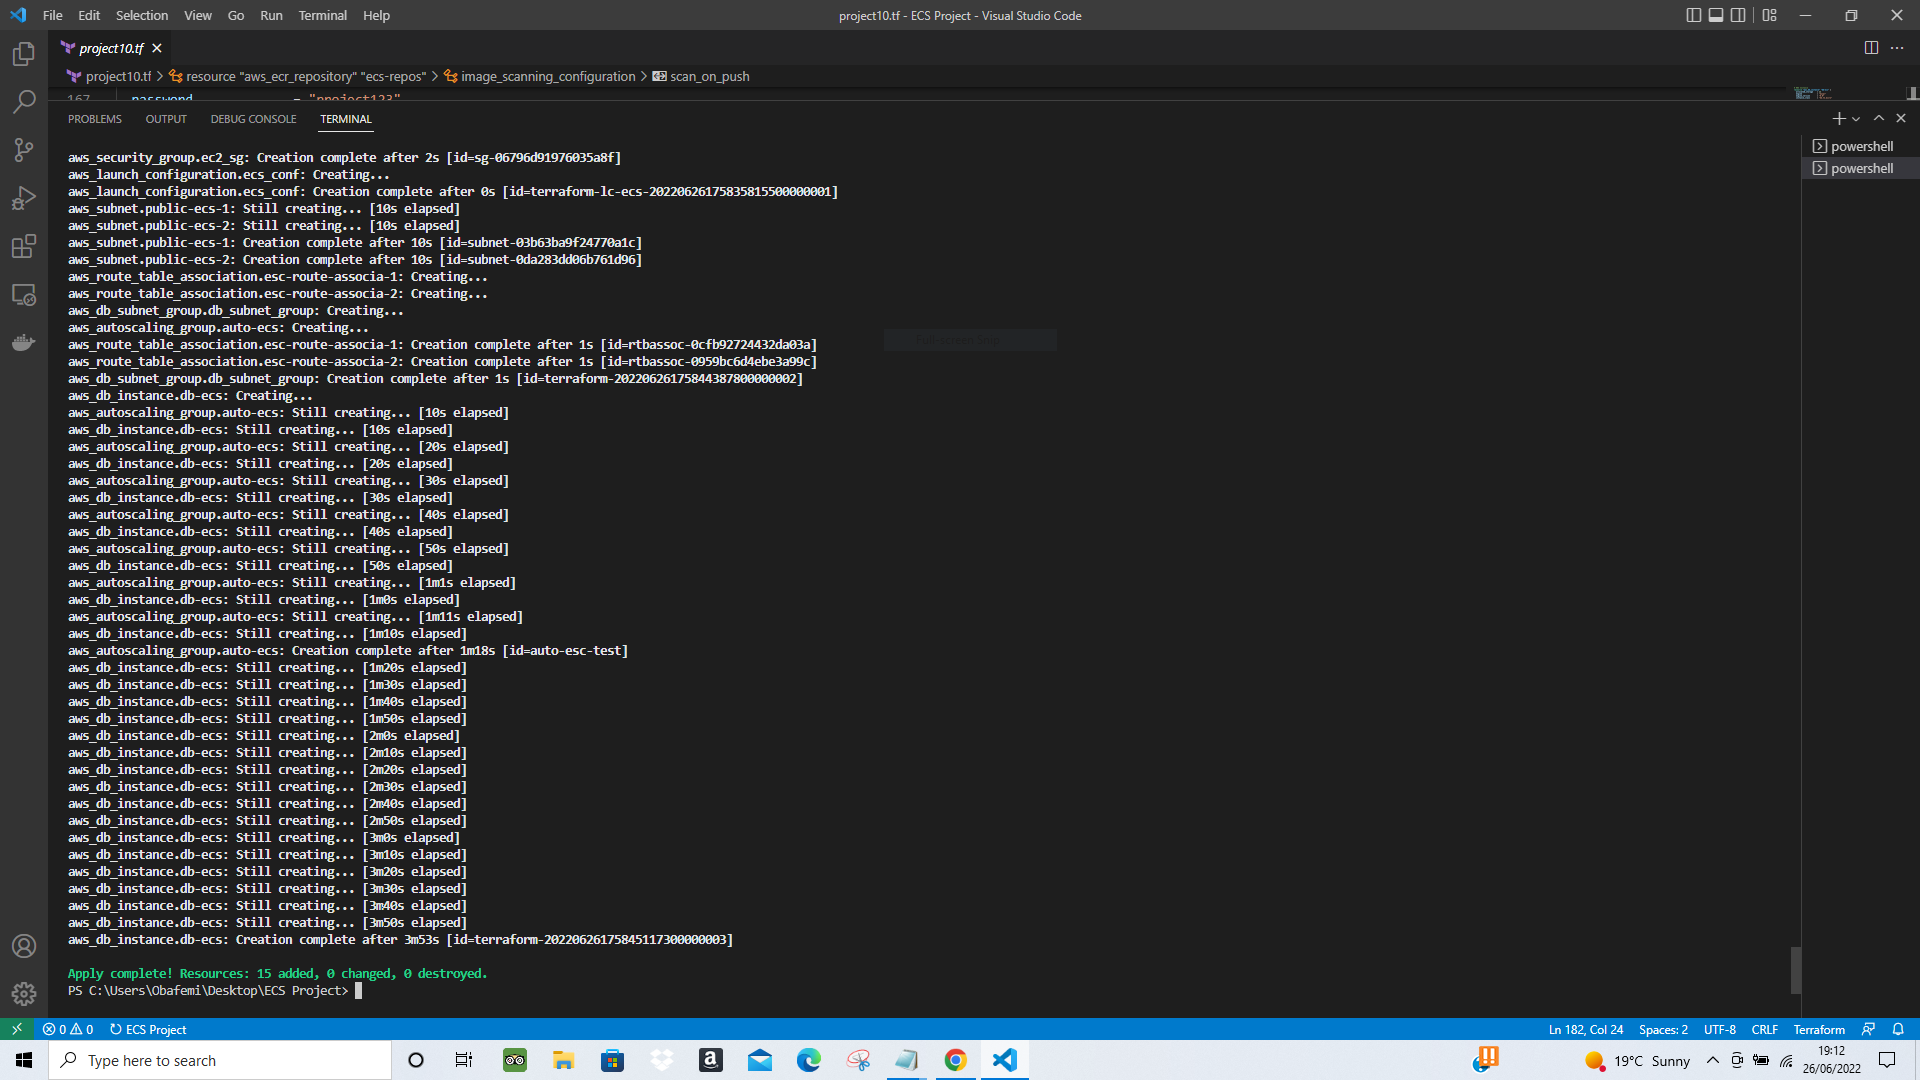 File Edit Selection View Go Run Terminal Help
project10.tf - ECS Project - Visual Studio Code
project10.tf
project10.tf > resource "aws_ecr_repository" "ecs-repos" > image_scanning_configuration > scan_on_push
167 password = "project123"
PROBLEMS OUTPUT DEBUG CONSOLE TERMINAL
powershell
powershell
aws_security_group.ec2_sg: Creation complete after 2s [id=sg-06796d91976035a8f]
aws_launch_configuration.ecs_conf: Creating...
aws_launch_configuration.ecs_conf: Creation complete after 0s [id=terraform-lc-ecs-20220626175835815500000001]
aws_subnet.public-ecs-1: Still creating... [10s elapsed]
aws_subnet.public-ecs-2: Still creating... [10s elapsed]
aws_subnet.public-ecs-1: Creation complete after 10s [id=subnet-03b63ba9f24770a1c]
aws_subnet.public-ecs-2: Creation complete after 10s [id=subnet-0da283dd06b761d96]
aws_route_table_association.esc-route-associa-1: Creating...
aws_route_table_association.esc-route-associa-2: Creating...
aws_db_subnet_group.db_subnet_group: Creating...
aws_autoscaling_group.auto-ecs: Creating...
aws_route_table_association.esc-route-associa-1: Creation complete after 1s [id=rtbassoc-0cfb92724432da03a]
aws_route_table_association.esc-route-associa-2: Creation complete after 1s [id=rtbassoc-0959bc6d4ebe3a99c]
aws_db_subnet_group.db_subnet_group: Creation complete after 1s [id=terraform-20220626175844387800000002]
aws_db_instance.db-ecs: Creating...
aws_autoscaling_group.auto-ecs: Still creating... [10s elapsed]
aws_db_instance.db-ecs: Still creating... [10s elapsed]
aws_autoscaling_group.auto-ecs: Still creating... [20s elapsed]
aws_db_instance.db-ecs: Still creating... [20s elapsed]
aws_autoscaling_group.auto-ecs: Still creating... [30s elapsed]
aws_db_instance.db-ecs: Still creating... [30s elapsed]
aws_autoscaling_group.auto-ecs: Still creating... [40s elapsed]
aws_db_instance.db-ecs: Still creating... [40s elapsed]
aws_autoscaling_group.auto-ecs: Still creating... [50s elapsed]
aws_db_instance.db-ecs: Still creating... [50s elapsed]
aws_autoscaling_group.auto-ecs: Still creating... [1m1s elapsed]
aws_db_instance.db-ecs: Still creating... [1m0s elapsed]
aws_autoscaling_group.auto-ecs: Still creating... [1m11s elapsed]
aws_db_instance.db-ecs: Still creating... [1m10s elapsed]
aws_autoscaling_group.auto-ecs: Creation complete after 1m18s [id=auto-esc-test]
aws_db_instance.db-ecs: Still creating... [1m20s elapsed]
aws_db_instance.db-ecs: Still creating... [1m30s elapsed]
aws_db_instance.db-ecs: Still creating... [1m40s elapsed]
aws_db_instance.db-ecs: Still creating... [1m50s elapsed]
aws_db_instance.db-ecs: Still creating... [2m0s elapsed]
aws_db_instance.db-ecs: Still creating... [2m10s elapsed]
aws_db_instance.db-ecs: Still creating... [2m20s elapsed]
aws_db_instance.db-ecs: Still creating... [2m30s elapsed]
aws_db_instance.db-ecs: Still creating... [2m40s elapsed]
aws_db_instance.db-ecs: Still creating... [2m50s elapsed]
aws_db_instance.db-ecs: Still creating... [3m0s elapsed]
aws_db_instance.db-ecs: Still creating... [3m10s elapsed]
aws_db_instance.db-ecs: Still creating... [3m20s elapsed]
aws_db_instance.db-ecs: Still creating... [3m30s elapsed]
aws_db_instance.db-ecs: Still creating... [3m40s elapsed]
aws_db_instance.db-ecs: Still creating... [3m50s elapsed]
aws_db_instance.db-ecs: Creation complete after 3m53s [id=terraform-20220626175845117300000003]
Apply complete! Resources: 15 added, 0 changed, 0 destroyed.
PS C:\Users\Obafemi\Desktop\ECS Project>
0 0 ECS Project Ln 182, Col 24 Spaces: 2 UTF-8 CRLF Terraform
Type here to search
19°C Sunny
19:12
26/06/2022